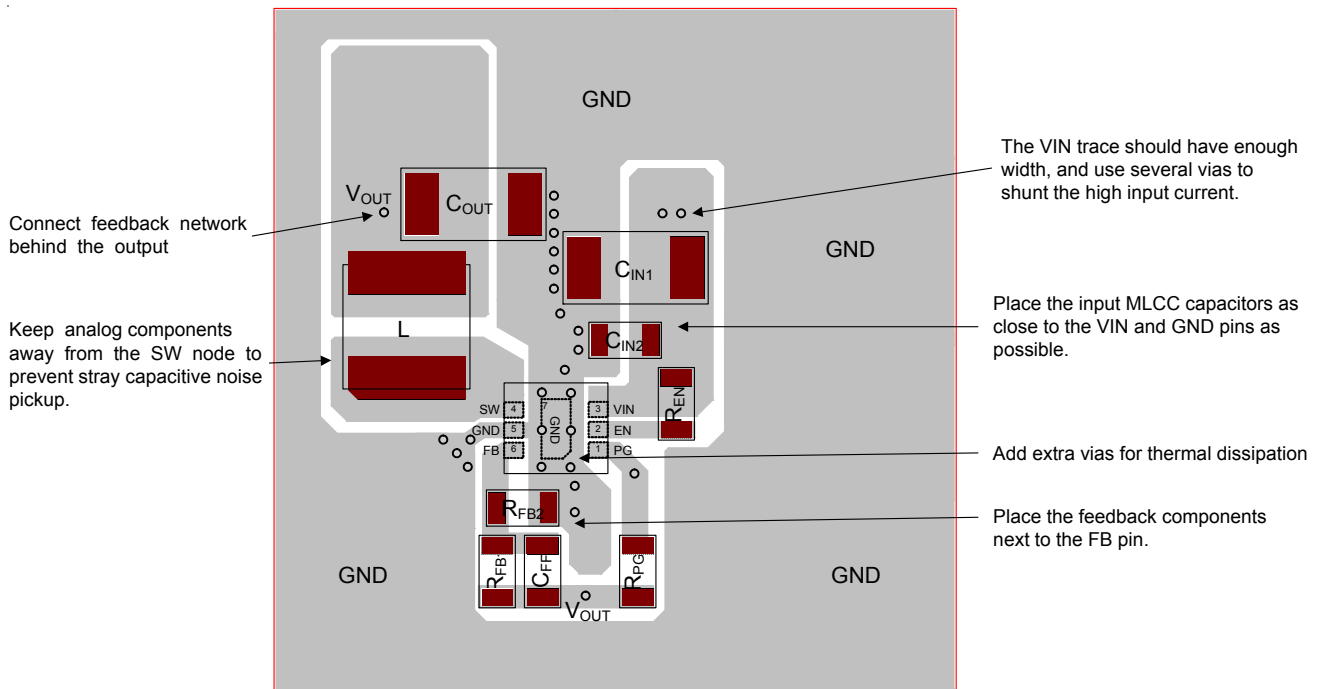 GND
The VIN trace should have enough
width, and use several vias to
shunt the high input current.
VOUT
COUT
Connect feedback network
behind the output
GND
CIN1
Place the input MLCC capacitors as
close to the VIN and GND pins as
possible.
Keep analog components
away from the SW node to
prevent stray capacitive noise
pickup.
L
CIN2
REN
SW 4 7 3 VIN
GND 5 GND 2 EN
FB 6 1 PG
Add extra vias for thermal dissipation
RFB2
Place the feedback components
next to the FB pin.
RFB1
CFF
RPG
GND
GND
VOUT